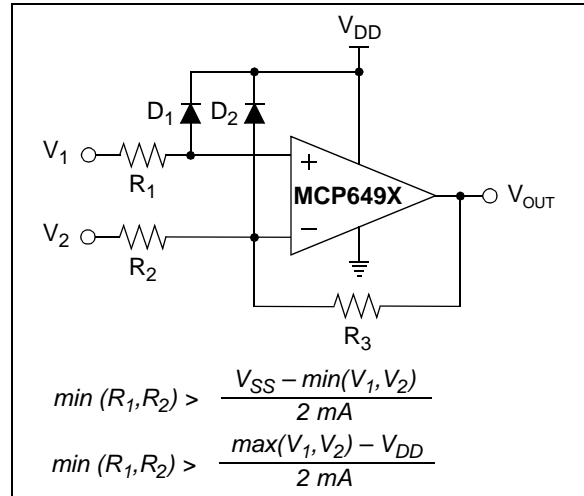 V_DD
D_1 D_2
V_1
R_1
+
MCP649X
V_OUT
V_2
R_2
−
R_3
min (R_1,R_2) > V_SS – min(V_1,V_2) / 2 mA
min (R_1,R_2) > max(V_1,V_2) – V_DD / 2 mA